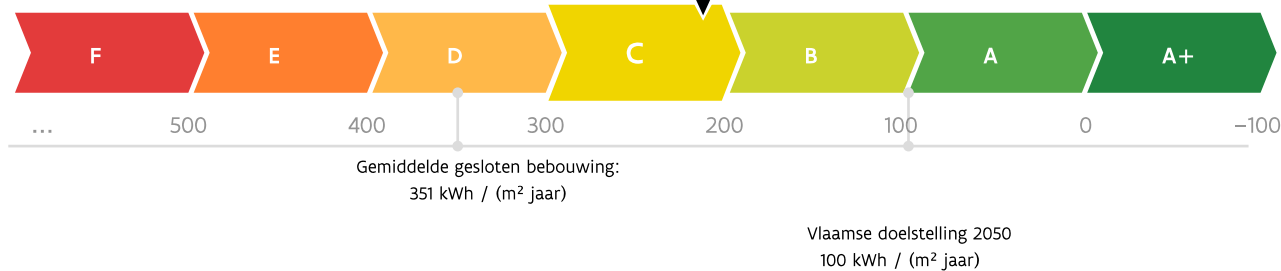 F E D C B A A+
... 500 400 300 200 100 0 –100
Gemiddelde gesloten bebouwing:
351 kWh / (m² jaar)
Vlaamse doelstelling 2050
100 kWh / (m² jaar)